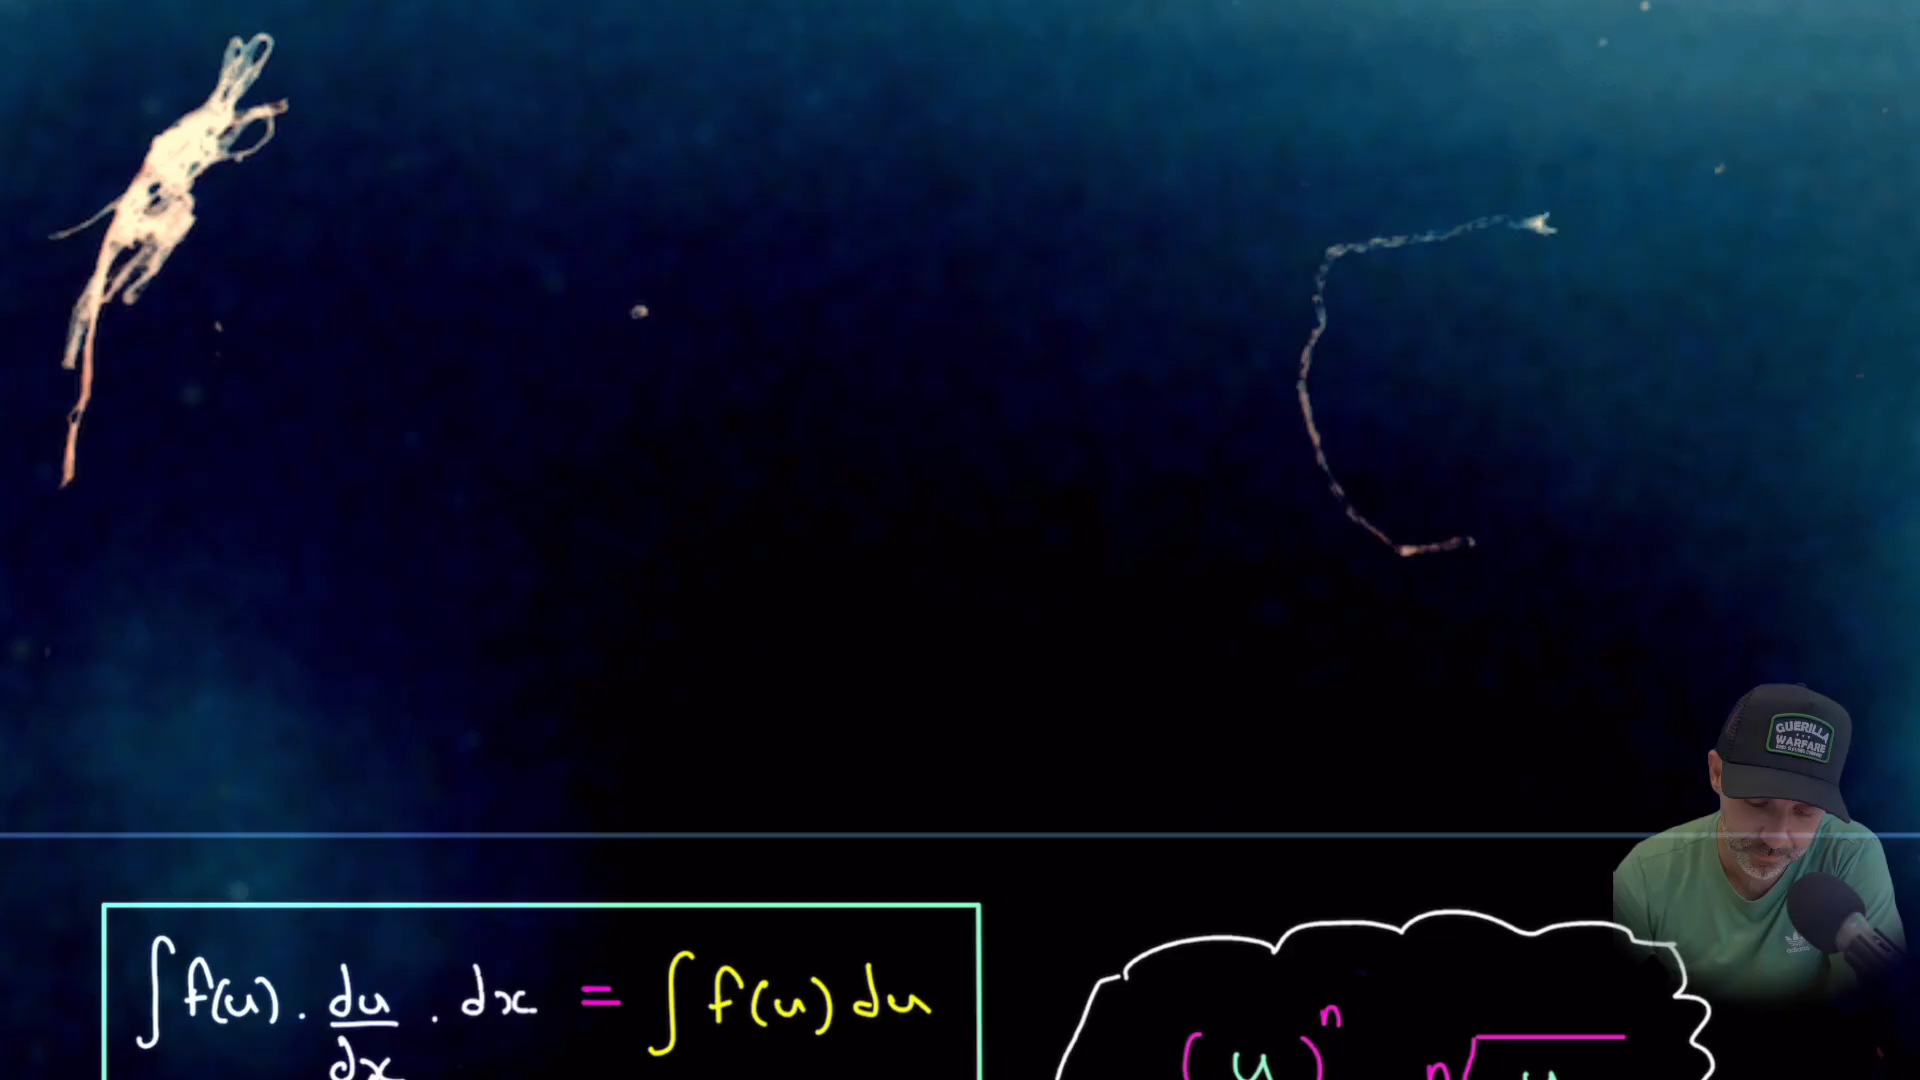 GUERILLA
WARFARE
∫ f(u) . du/dx . dx = ∫ f(u) du
(u)ⁿ ⁿ√u